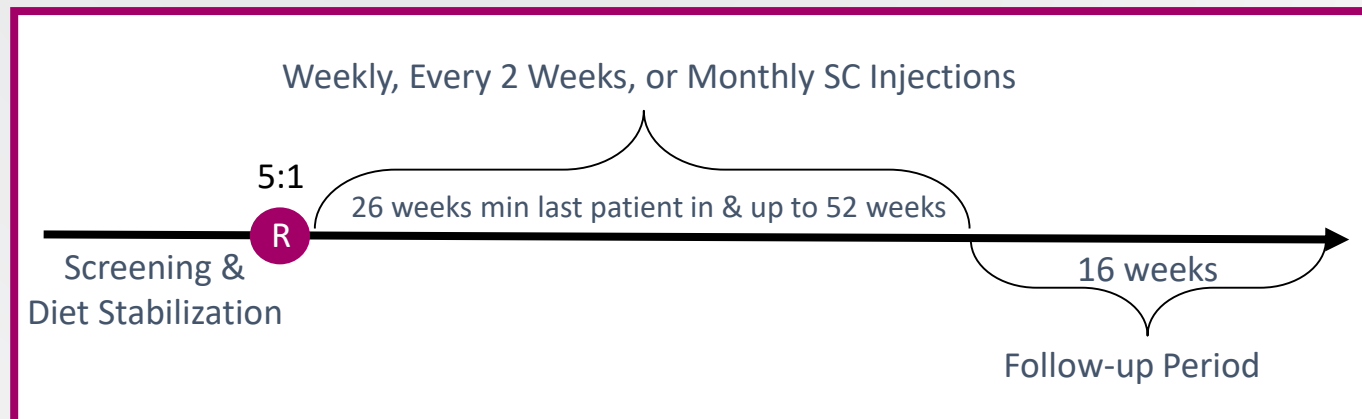 Weekly, Every 2 Weeks, or Monthly SC Injections
5:1
26 weeks min last patient in & up to 52 weeks
R
Screening &
Diet Stabilization
16 weeks
Follow-up Period